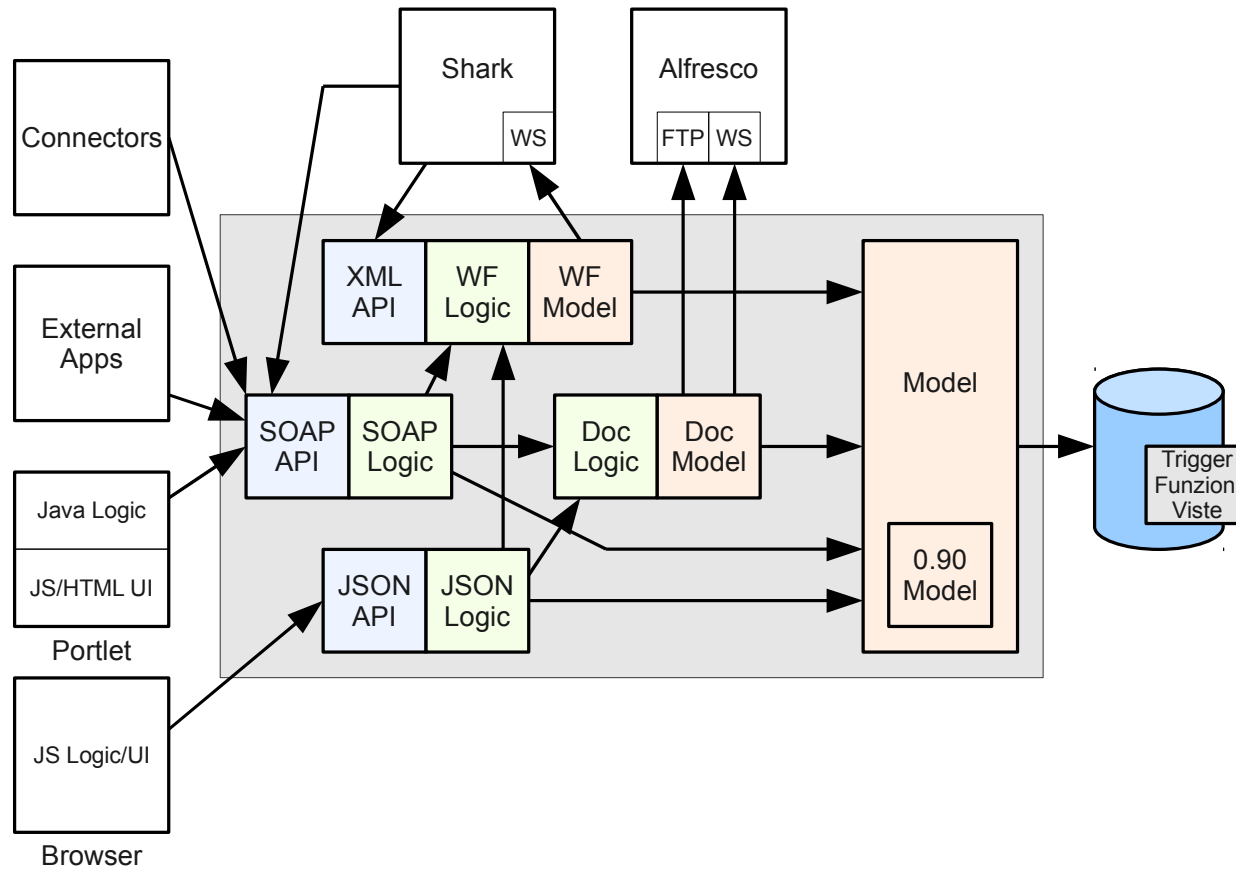 Shark
WS
Alfresco
FTP
WS
Connectors
External
Apps
XML
API
WF
Logic
WF
Model
SOAP
API
SOAP
Logic
Doc
Logic
Doc
Model
Model
0.90
Model
Trigger
Funzion
Viste
Java Logic
JS/HTML UI
Portlet
JSON
API
JSON
Logic
JS Logic/UI
Browser